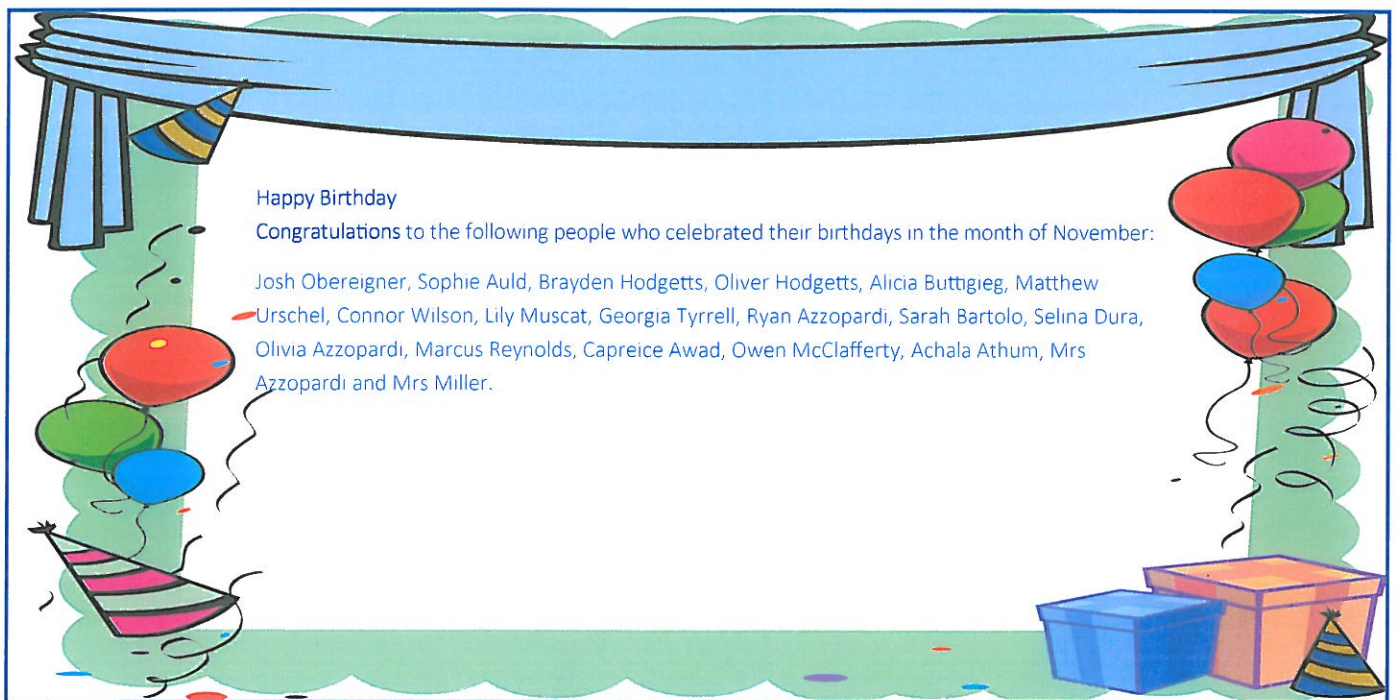 Happy Birthday
Congratulations to the following people who celebrated their birthdays in the month of November:
Josh Obereigner, Sophie Auld, Brayden Hodgetts, Oliver Hodgetts, Alicia Buttigieg, Matthew
Urschel, Connor Wilson, Lily Muscat, Georgia Tyrrell, Ryan Azzopardi, Sarah Bartolo, Selina Dura,
Olivia Azzopardi, Marcus Reynolds, Capreice Awad, Owen McClafferty, Achala Athum, Mrs
Azzopardi and Mrs Miller.